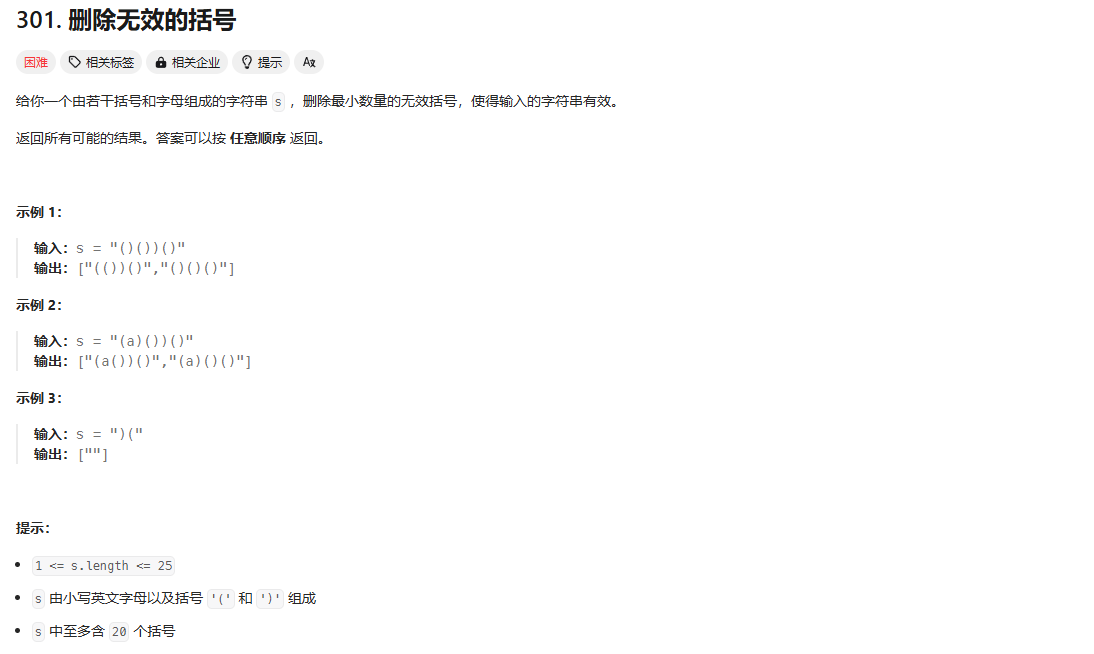 301. 删除无效的括号
困难 相关标签 相关企业 提示 Aх
给你一个由若干括号和字母组成的字符串 s ，删除最小数量的无效括号，使得输入的字符串有效。
返回所有可能的结果。答案可以按 任意顺序 返回。
示例 1：
输入：s = "()())()"
输出：["(())()","()()()"]
示例 2：
输入：s = "(a)())()"
输出：["(a())()","(a)()()"]
示例 3：
输入：s = ")("
输出：[""]
提示：
1 <= s.length <= 25
s 由小写英文字母以及括号 '(' 和 ')' 组成
s 中至多含 20 个括号